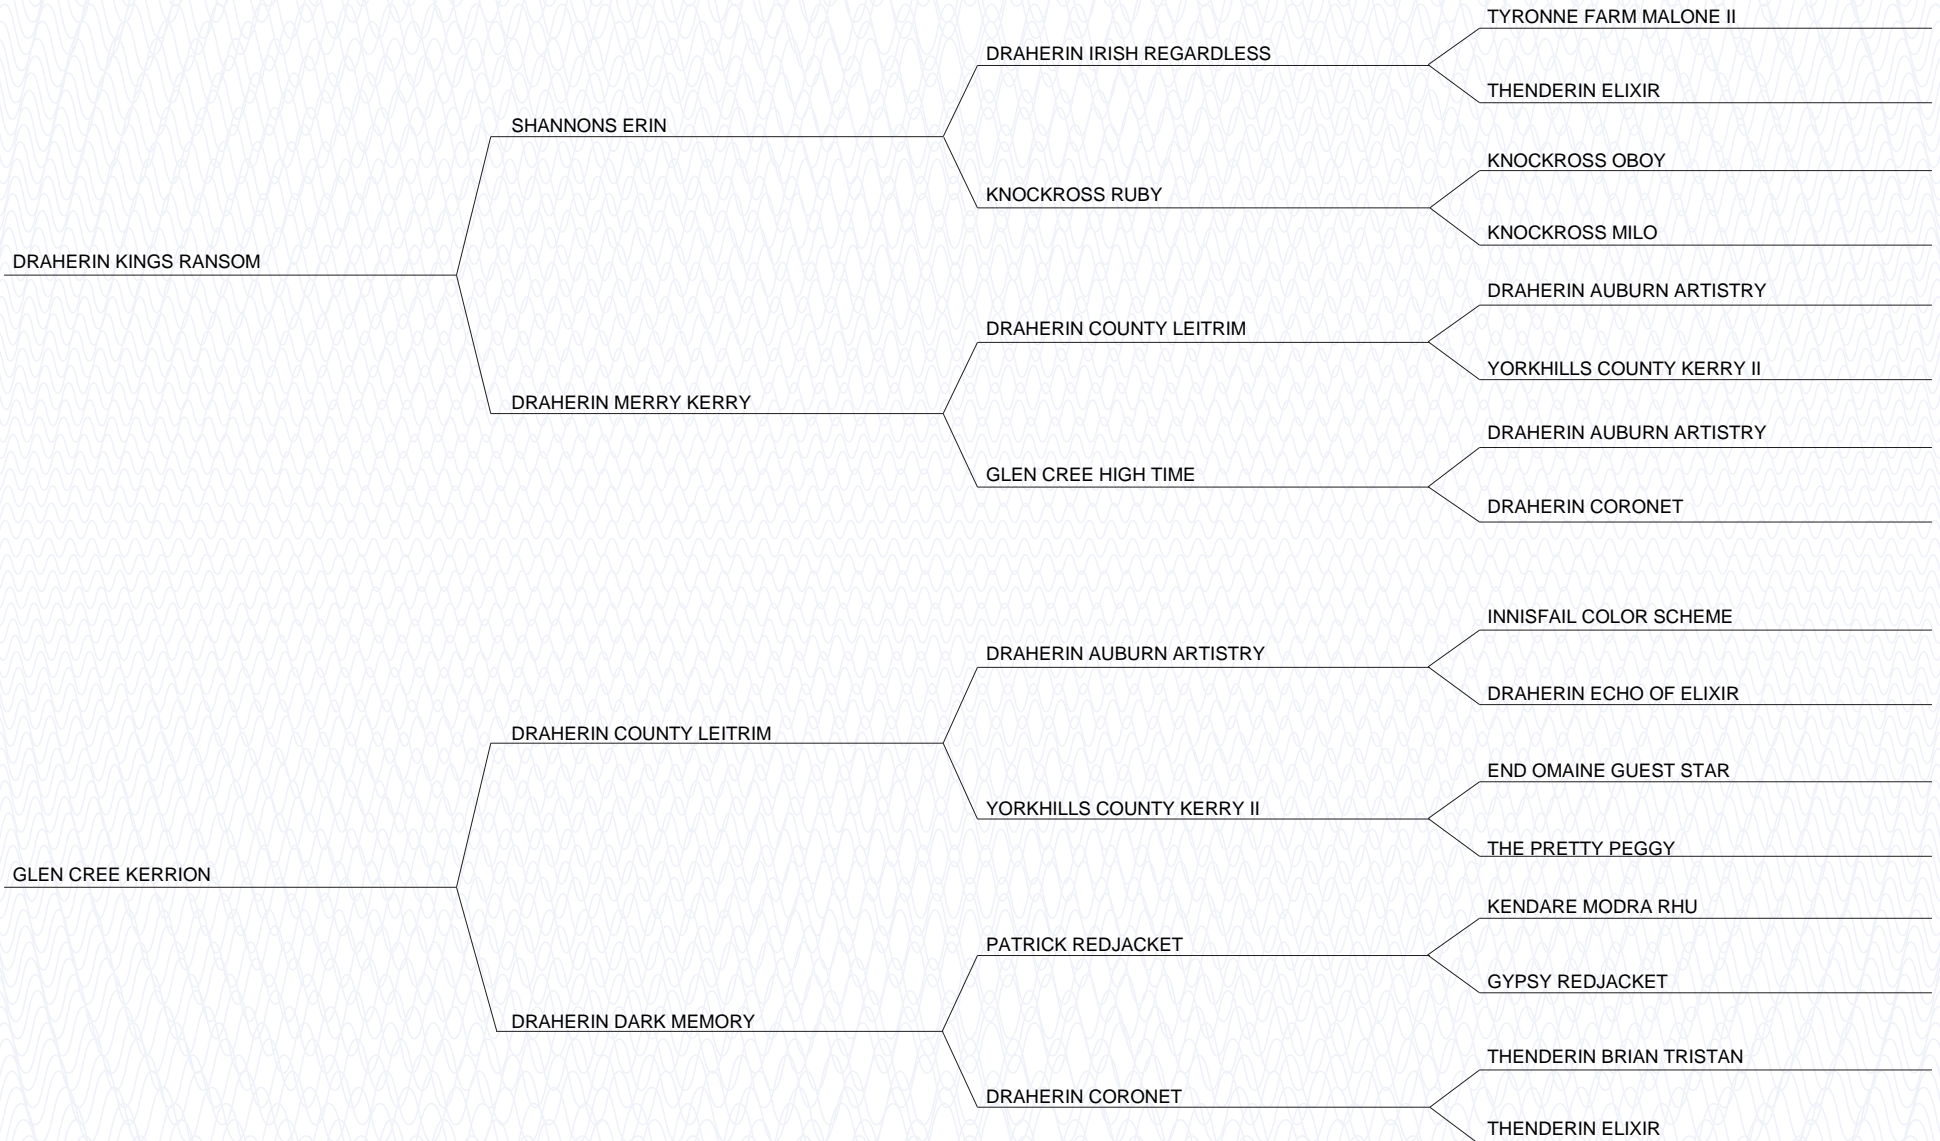 TYRONNE FARM MALONE II
DRAHERIN IRISH REGARDLESS
THENDERIN ELIXIR
SHANNONS ERIN
KNOCKROSS OBOY
KNOCKROSS RUBY
KNOCKROSS MILO
DRAHERIN KINGS RANSOM
DRAHERIN AUBURN ARTISTRY
DRAHERIN COUNTY LEITRIM
YORKHILLS COUNTY KERRY II
DRAHERIN MERRY KERRY
DRAHERIN AUBURN ARTISTRY
GLEN CREE HIGH TIME
DRAHERIN CORONET
INNISFAIL COLOR SCHEME
DRAHERIN AUBURN ARTISTRY
DRAHERIN ECHO OF ELIXIR
DRAHERIN COUNTY LEITRIM
END OMAINE GUEST STAR
YORKHILLS COUNTY KERRY II
THE PRETTY PEGGY
GLEN CREE KERRION
KENDARE MODRA RHU
PATRICK REDJACKET
GYPSY REDJACKET
DRAHERIN DARK MEMORY
THENDERIN BRIAN TRISTAN
DRAHERIN CORONET
THENDERIN ELIXIR